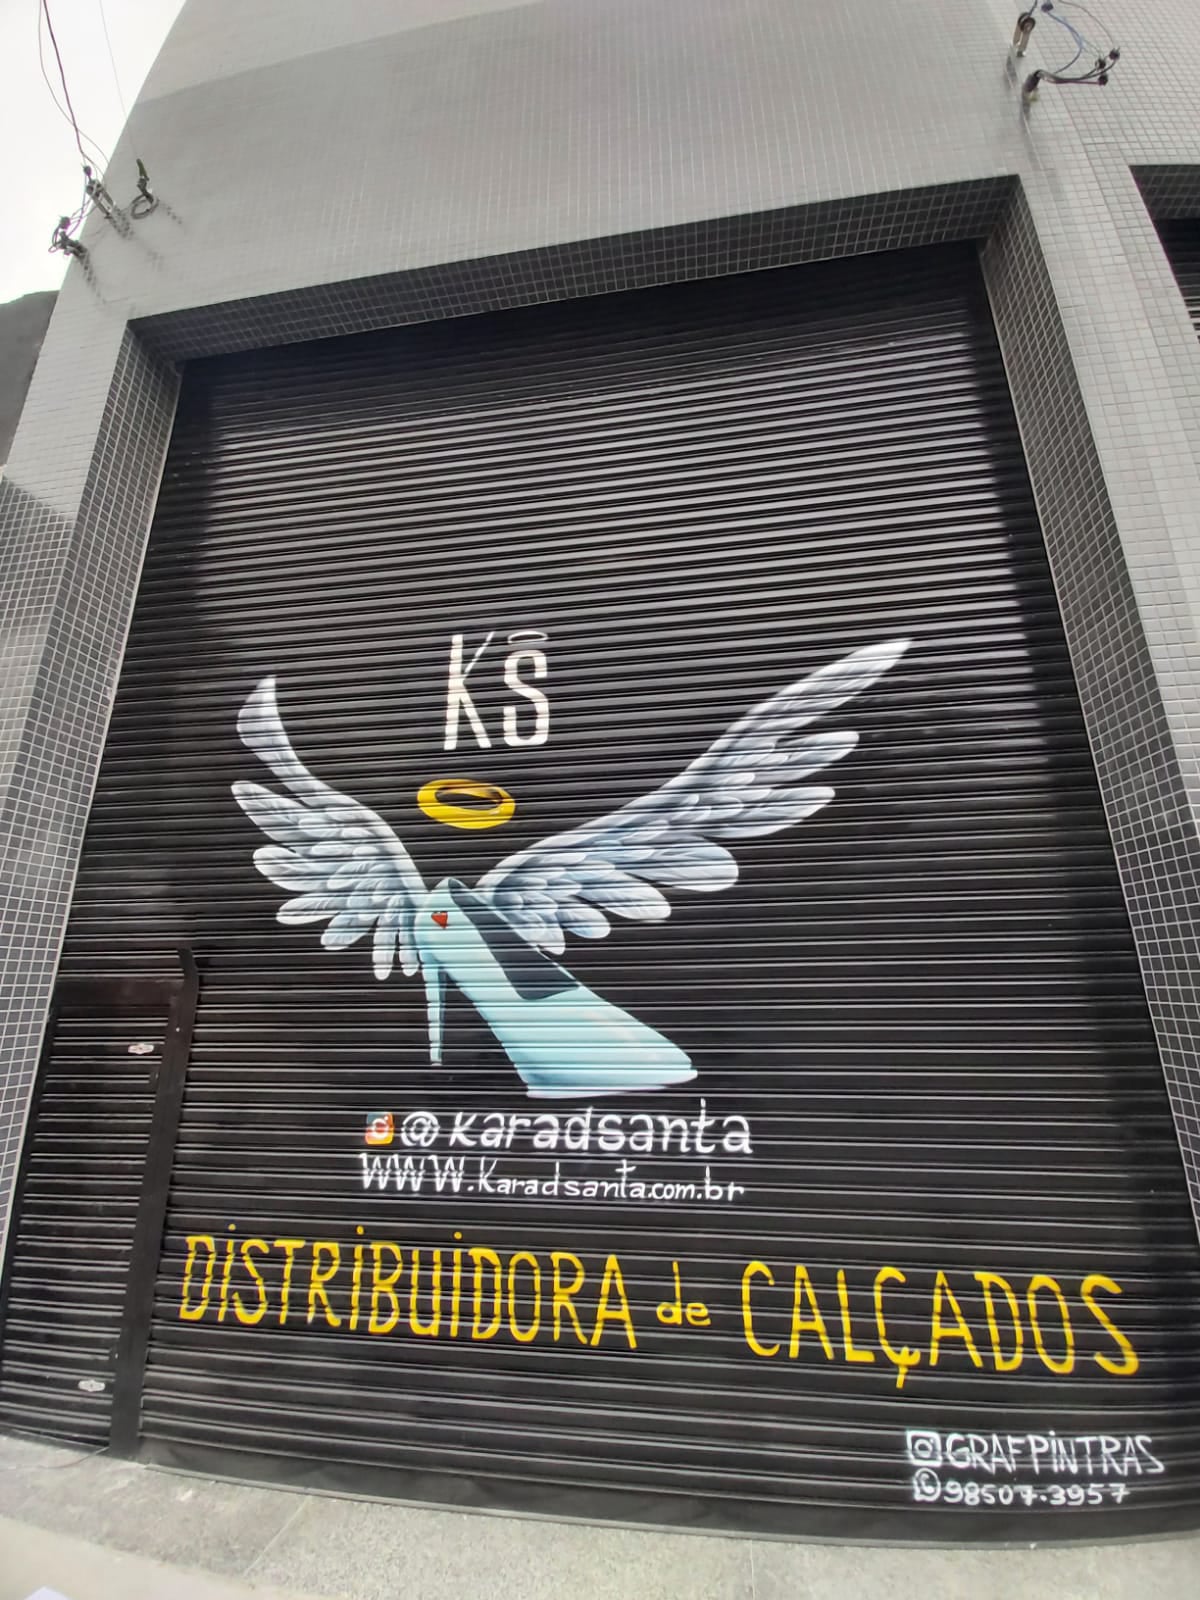 KS
@karadsanta
www.Karadsanta.com.br
DiSTRiBUiDORA de CALÇADOS
GRAFPiNTRAS
98507-3957